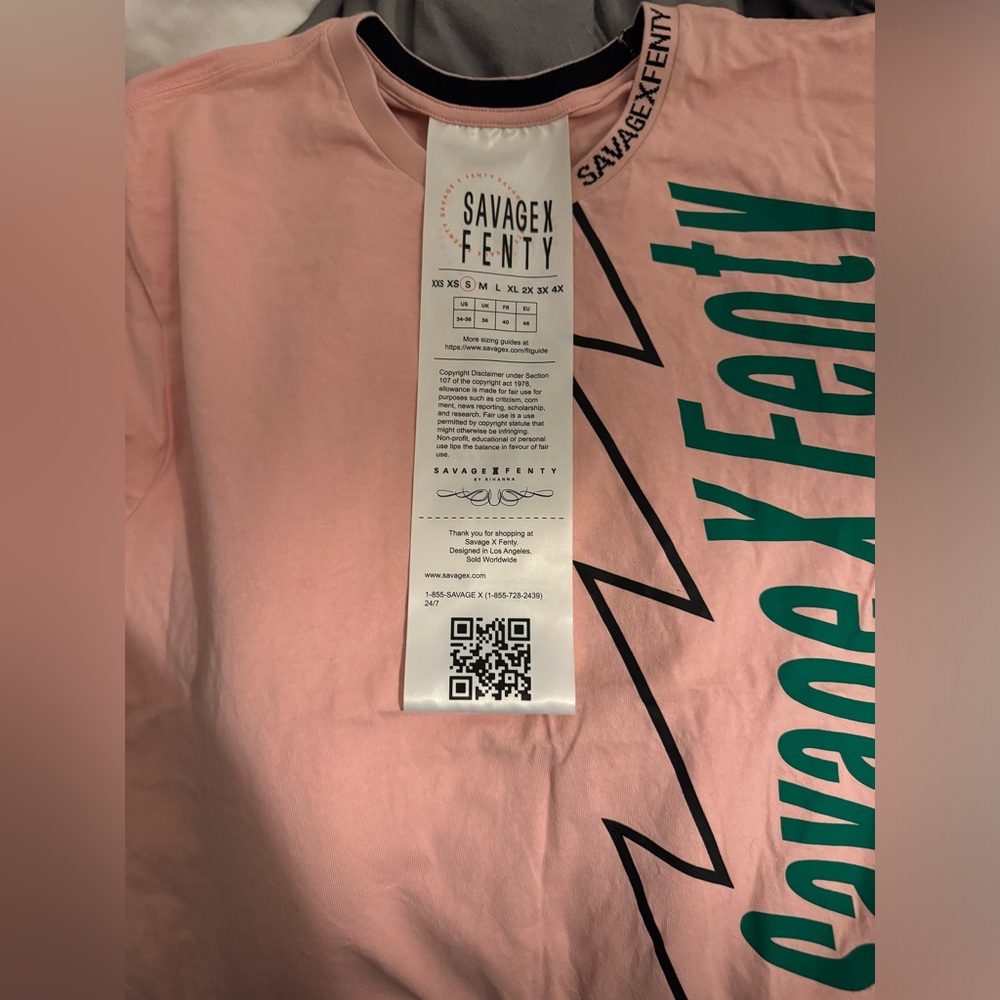 SAVAGEXFENTY
SAVAGE X FENTY SAVAGE X FENTY
SAVAGEX
FENTY
XXS XS S M L XL 2X 3X 4X
US UK FR EU
34-36 36 40 46
More sizing guides at
https://www.savagex.com/fitguide
Copyright Disclaimer under Section
107 of the copyright act 1976,
allowance is made for fair use for
purposes such as criticism, com
ment, news reporting, scholarship,
and research. Fair use is a use
permitted by copyright statute that
might otherwise be infringing.
Non-profit, educational or personal
use tips the balance in favour of fair
use.
SAVAGE X FENTY
BY RIHANNA
Thank you for shopping at
Savage X Fenty.
Designed in Los Angeles,
Sold Worldwide
www.savagex.com
1-855-SAVAGE X (1-855-728-2439)
24/7
Savage X Fenty